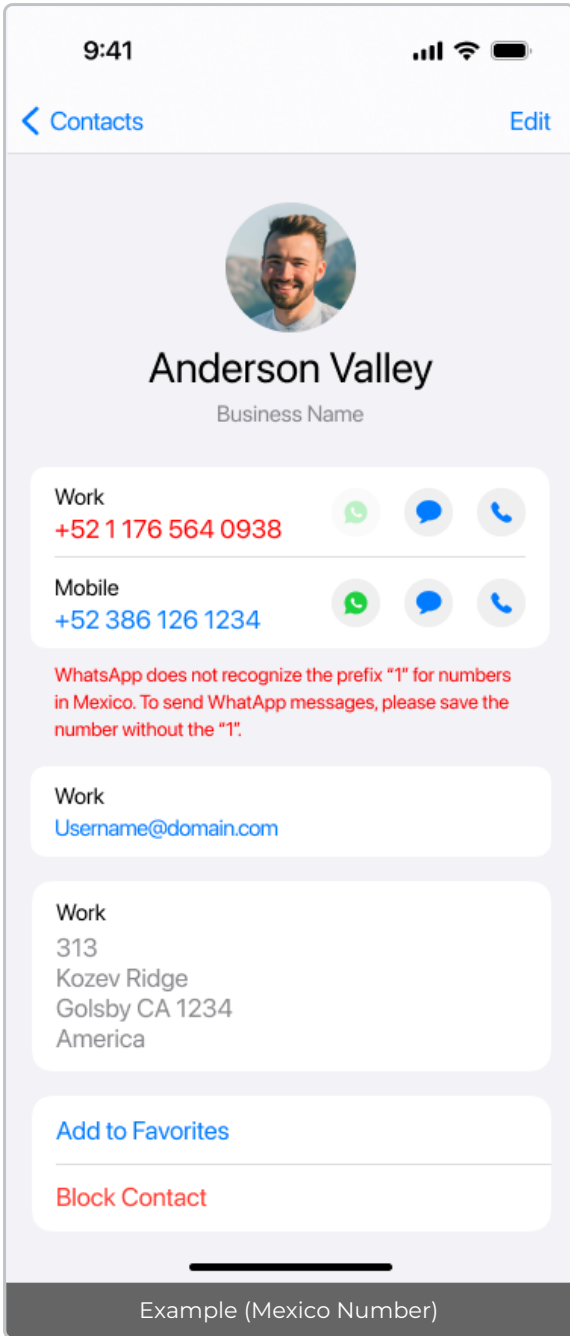 9:41
Contacts
Edit
Anderson Valley
Business Name
Work
+52 1 176 564 0938
Mobile
+52 386 126 1234
WhatsApp does not recognize the prefix “1” for numbers
in Mexico. To send WhatApp messages, please save the
number without the “1”.
Work
Username@domain.com
Work
313
Kozev Ridge
Golsby CA 1234
America
Add to Favorites
Block Contact
Example (Mexico Number)